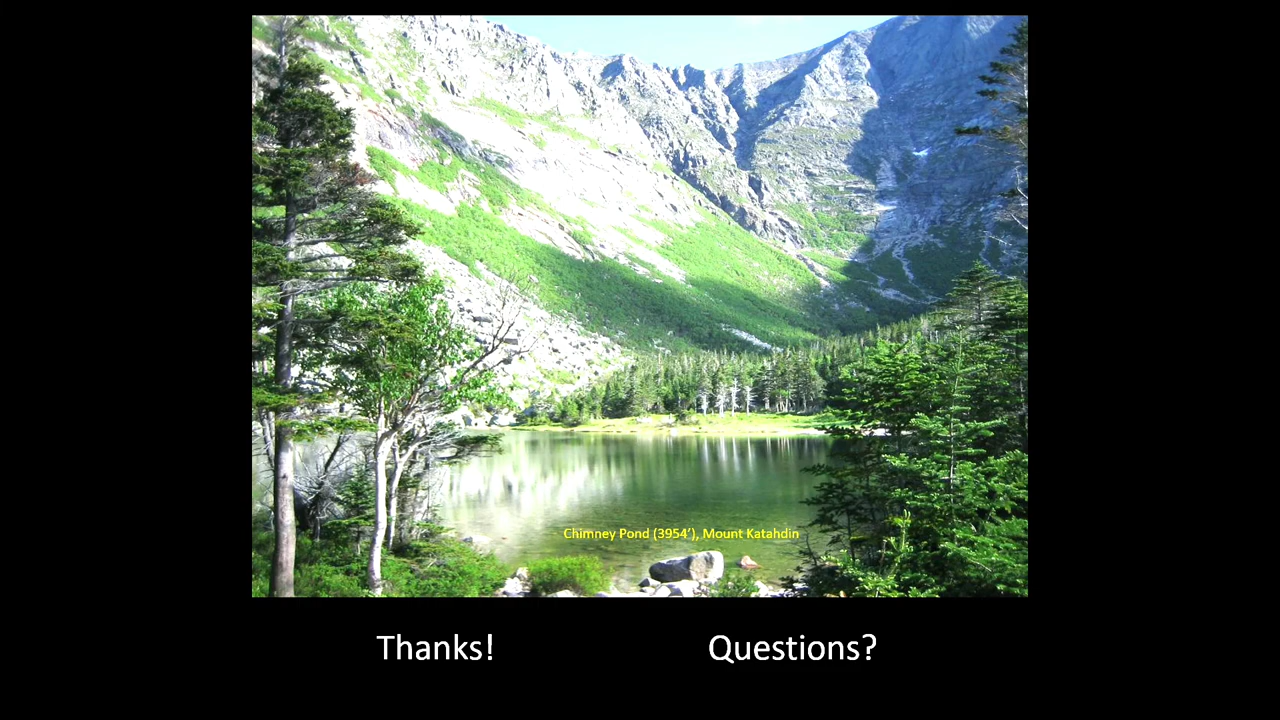 Chimney Pond (3954’), Mount Katahdin
Thanks! Questions?